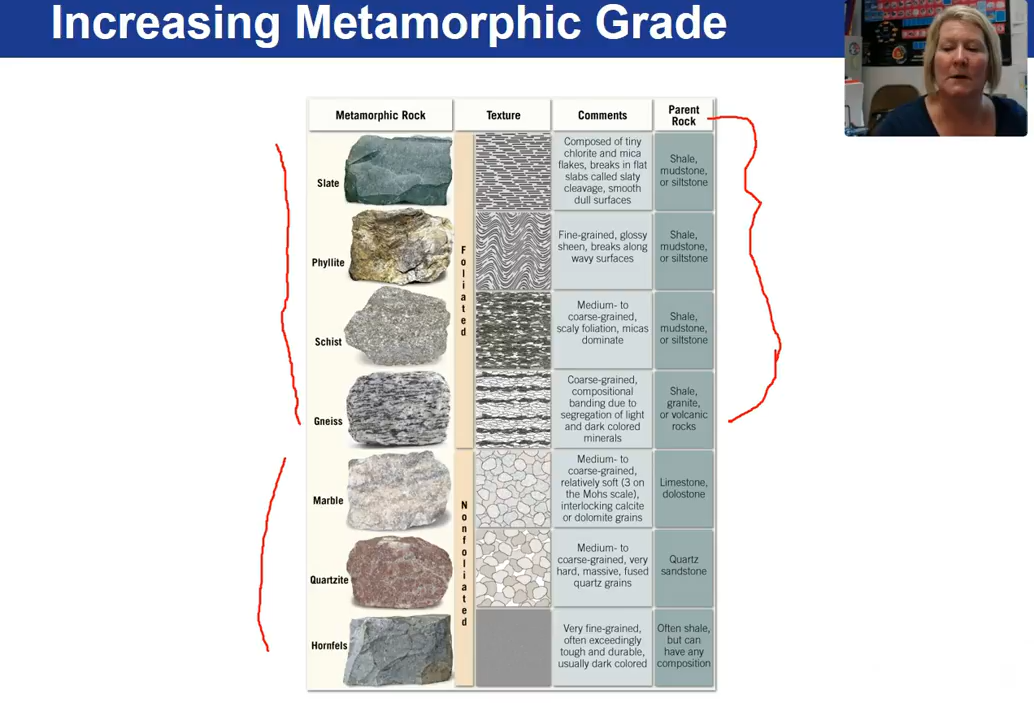 Increasing Metamorphic Grade
Metamorphic Rock
Texture
Comments
Parent
Rock
Slate
Composed of tiny
chlorite and mica
flakes, breaks in flat
slabs called slaty
cleavage, smooth
dull surfaces
Shale,
mudstone,
or siltstone
Phyllite
Fine-grained, glossy
sheen, breaks along
wavy surfaces
Shale,
mudstone,
or siltstone
Schist
Medium- to
coarse-grained,
scaly foliation, micas
dominate
Shale,
mudstone,
or siltstone
Gneiss
Coarse-grained,
compositional
banding due to
segregation of light
and dark colored
minerals
Shale,
granite,
or volcanic
rocks
Foliated
Marble
Medium- to
coarse-grained,
relatively soft (3 on
the Mohs scale),
interlocking calcite
or dolomite grains
Limestone,
dolostone
Quartzite
Medium- to
coarse-grained, very
hard, massive, fused
quartz grains
Quartz
sandstone
Hornfels
Very fine-grained,
often exceedingly
tough and durable,
usually dark colored
Often shale,
but can
have any
composition
Nonfoliated